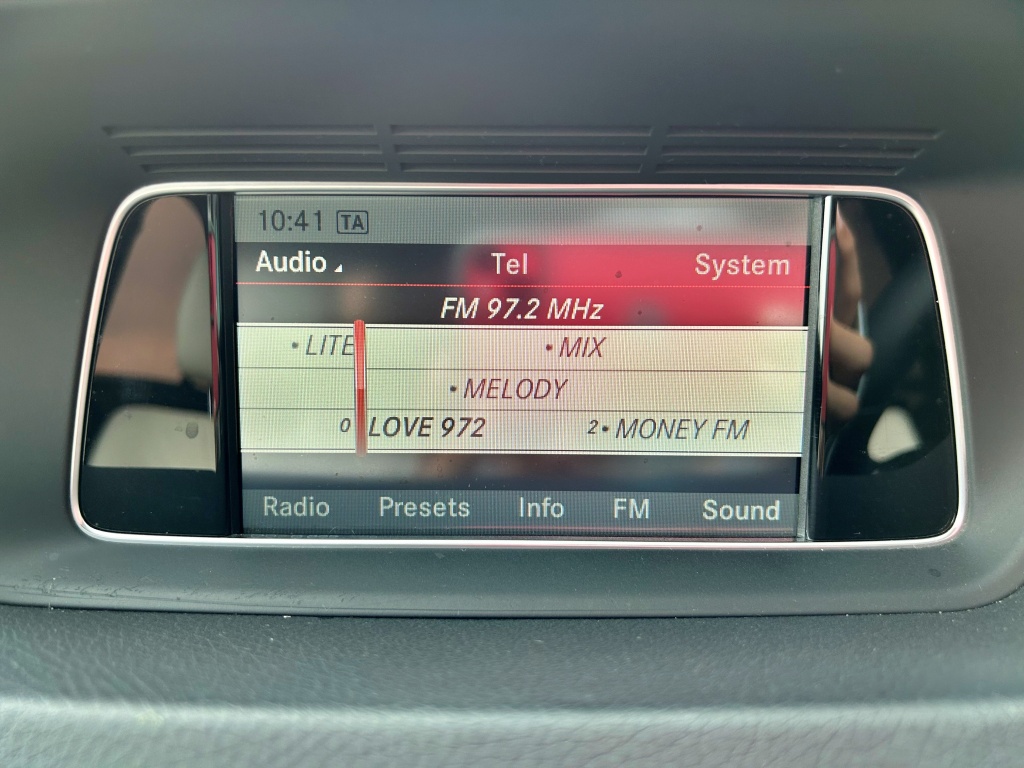 10:41 TA
Audio Tel System
FM 97.2 MHz
• LITE • MIX
• MELODY
0 LOVE 972 2• MONEY FM
Radio Presets Info FM Sound